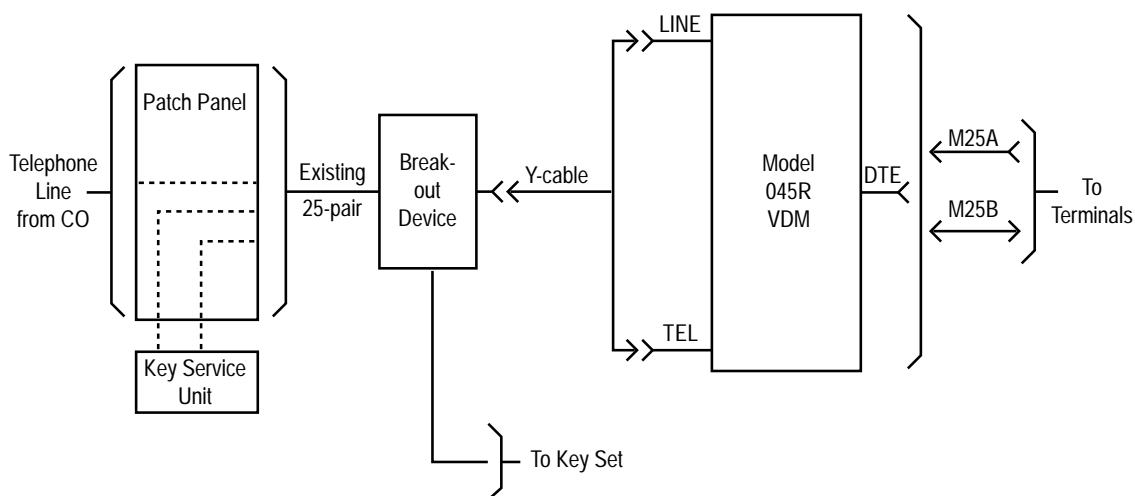 Telephone
Line
from CO
Patch Panel
Key Service
Unit
Existing
25-pair
Break-
out
Device
Y-cable
To Key Set
LINE
TEL
Model
045R
VDM
DTE
M25A
M25B
To
Terminals